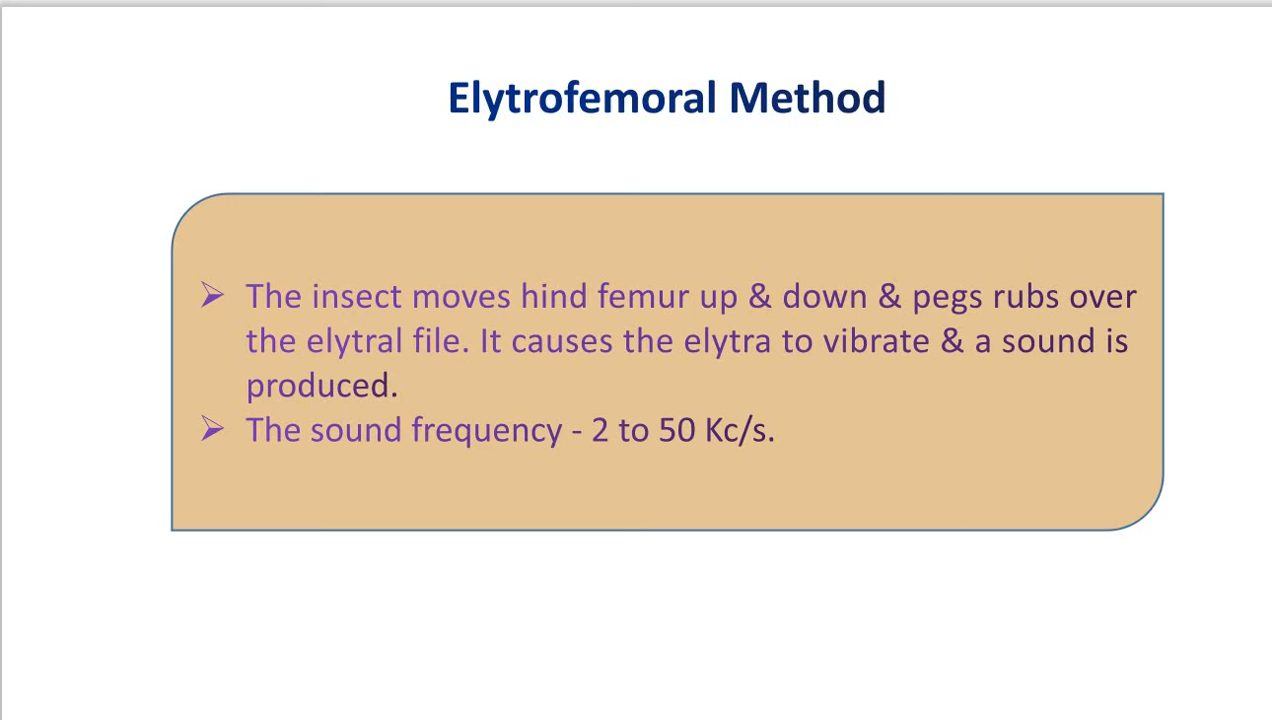 Elytrofemoral Method
➢ The insect moves hind femur up & down & pegs rubs over
the elytral file. It causes the elytra to vibrate & a sound is
produced.
➢ The sound frequency - 2 to 50 Kc/s.